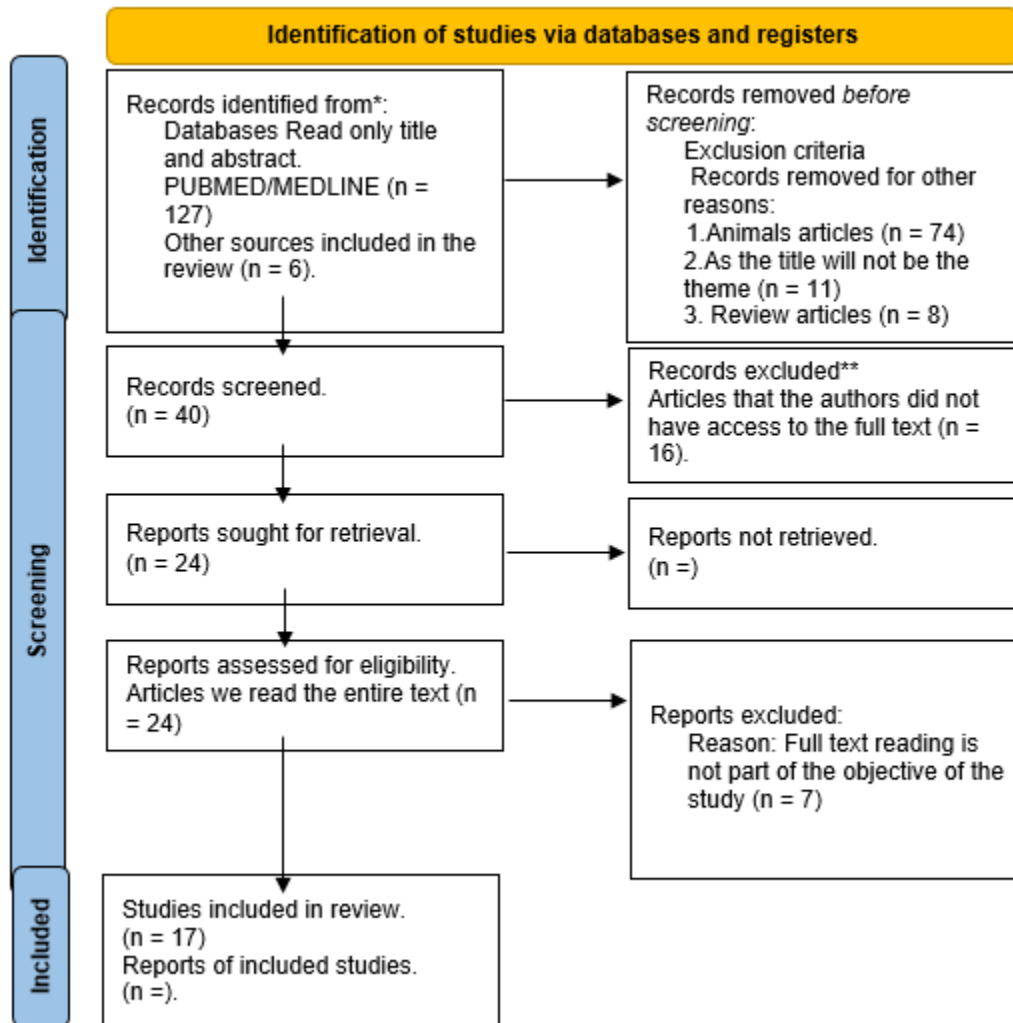 Identification of studies via databases and registers
Identification
Records identified from*:
Databases Read only title
and abstract.
PUBMED/MEDLINE (n =
127)
Other sources included in the
review (n = 6).
Records removed before
screening:
Exclusion criteria
Records removed for other
reasons:
1.Animals articles (n = 74)
2.As the title will not be the
theme (n = 11)
3. Review articles (n = 8)
Screening
Records screened.
(n = 40)
Records excluded**
Articles that the authors did not
have access to the full text (n =
16).
Reports sought for retrieval.
(n = 24)
Reports not retrieved.
(n =)
Reports assessed for eligibility.
Articles we read the entire text (n
= 24)
Reports excluded:
Reason: Full text reading is
not part of the objective of the
study (n = 7)
Included
Studies included in review.
(n = 17)
Reports of included studies.
(n =).